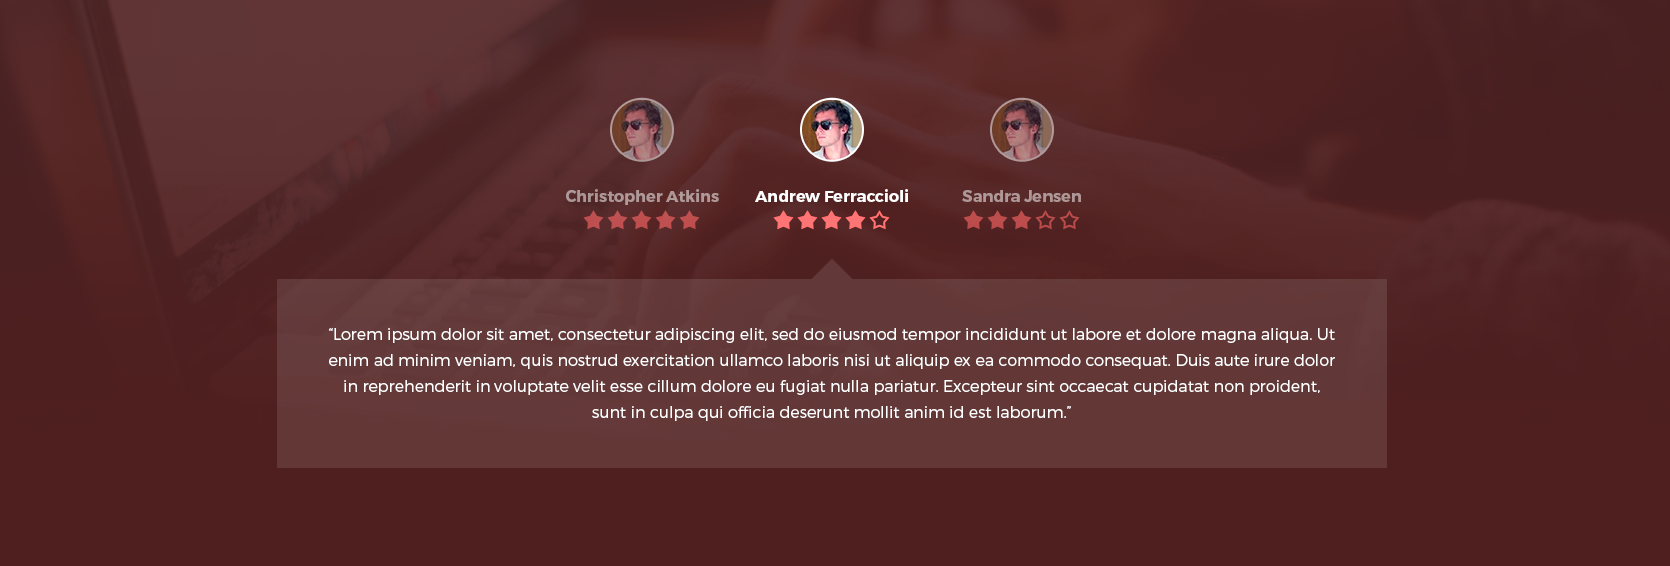 Christopher Atkins
Andrew Ferraccioli
Sandra Jensen
“Lorem ipsum dolor sit amet, consectetur adipiscing elit, sed do eiusmod tempor incididunt ut labore et dolore magna aliqua. Ut
enim ad minim veniam, quis nostrud exercitation ullamco laboris nisi ut aliquip ex ea commodo consequat. Duis aute irure dolor
in reprehenderit in voluptate velit esse cillum dolore eu fugiat nulla pariatur. Excepteur sint occaecat cupidatat non proident,
sunt in culpa qui officia deserunt mollit anim id est laborum.”